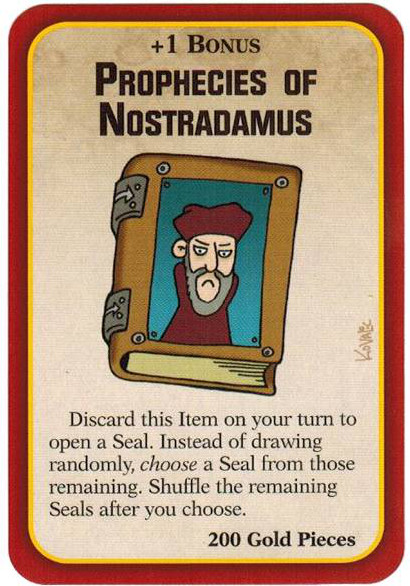 +1 BONUS
PROPHECIES OF
NOSTRADAMUS
KOVALIC
Discard this Item on your turn to
open a Seal. Instead of drawing
randomly, choose a Seal from those
remaining. Shuffle the remaining
Seals after you choose.
200 Gold Pieces